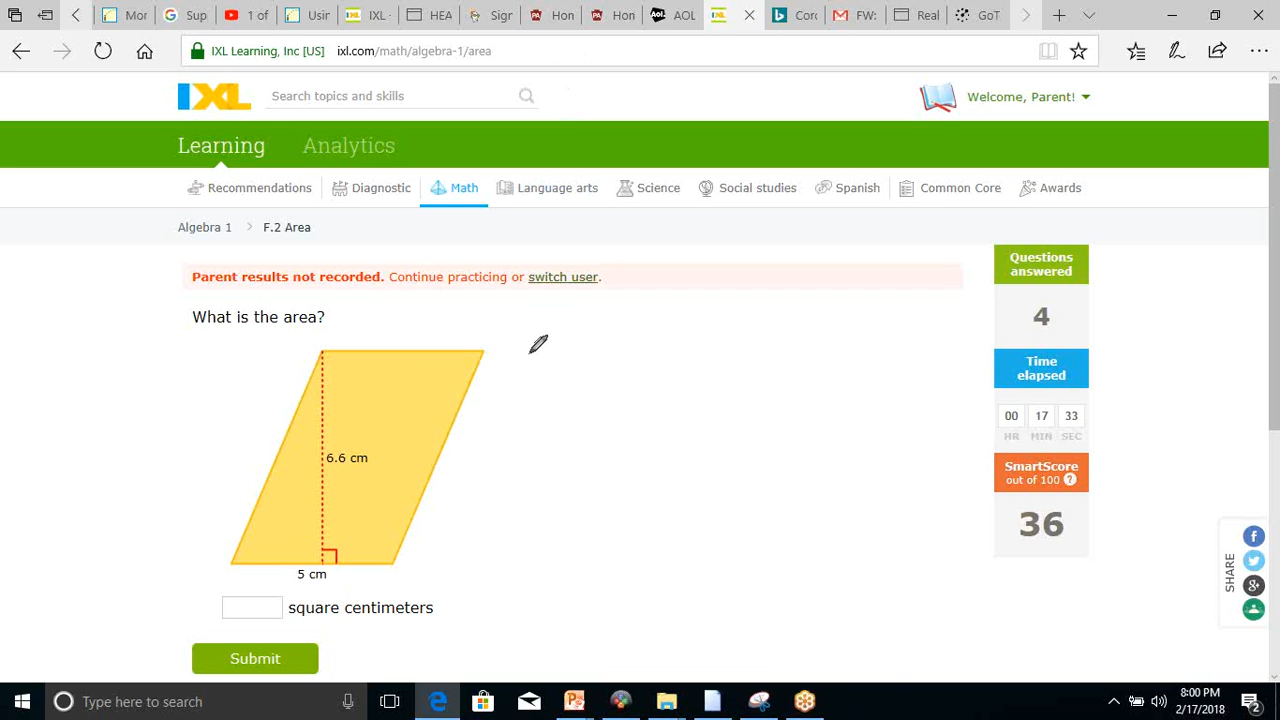 Mor
Sup
1 of
Usir
IXL -
HEA
Sign
Hon
Hon
AOL
IXL
Corc
FW:
Real
GoT
IXL Learning, Inc [US] ixl.com/math/algebra-1/area
IXL
Search topics and skills
Welcome, Parent!
Learning
Analytics
Recommendations
Diagnostic
Math
Language arts
Science
Social studies
Spanish
Common Core
Awards
Algebra 1 > F.2 Area
Parent results not recorded. Continue practicing or switch user.
Questions
answered
4
What is the area?
Time
elapsed
00 17 33
HR MIN SEC
6.6 cm
SmartScore
out of 100 ?
36
5 cm
square centimeters
Submit
SHARE
Type here to search
8:00 PM
2/17/2018
2